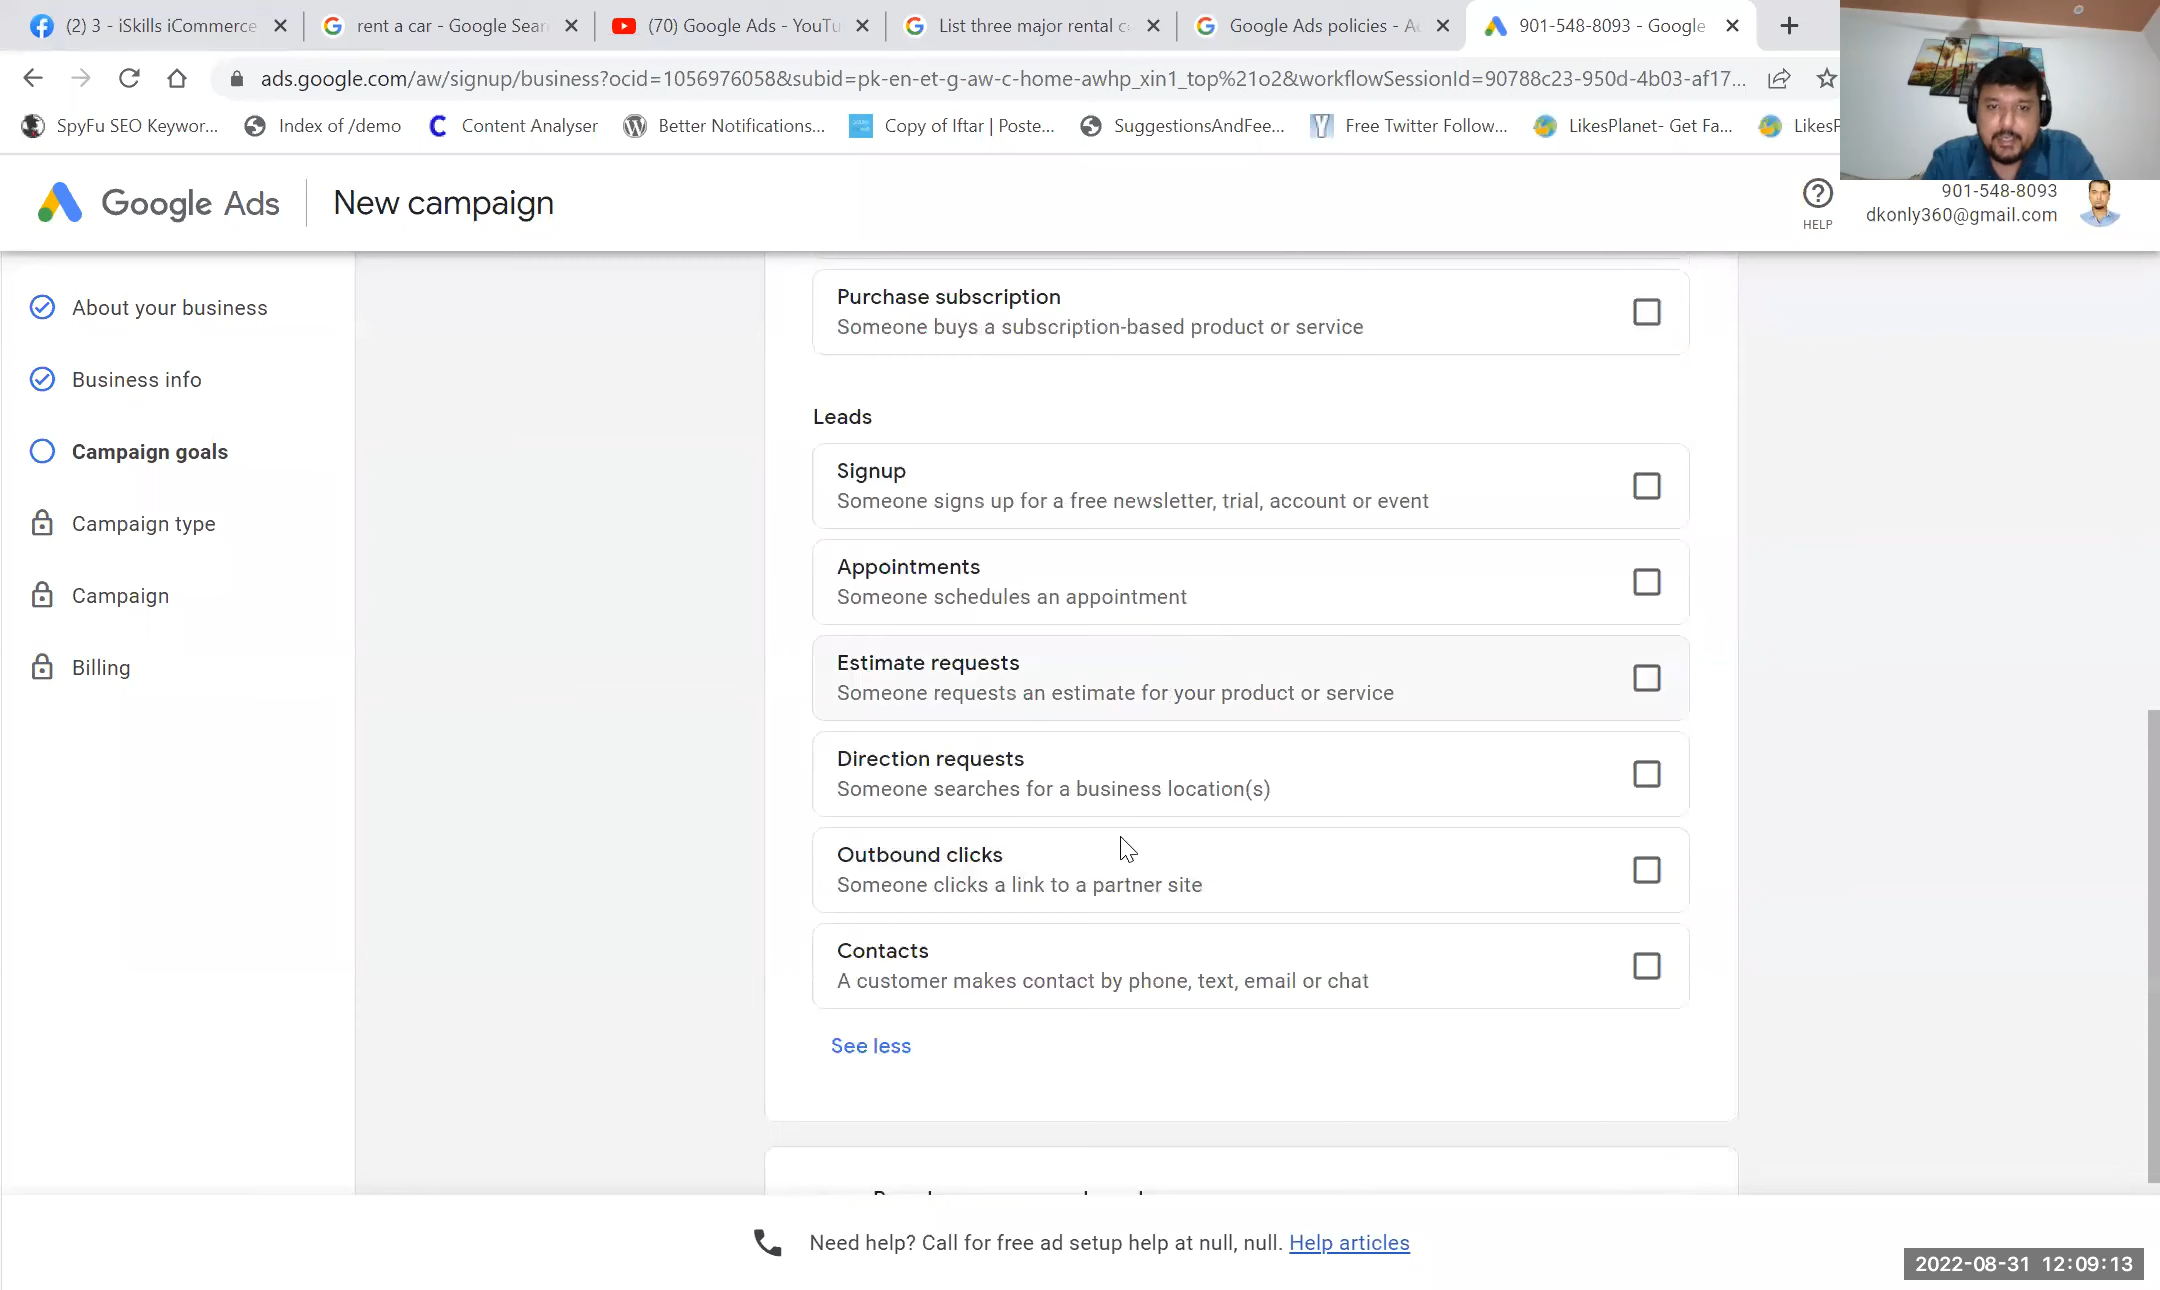 (2) 3 - iSkills iCommerce
rent a car - Google Sear
(70) Google Ads - YouTu
List three major rental c
Google Ads policies - A
901-548-8093 - Google
ads.google.com/aw/signup/business?ocid=1056976058&subid=pk-en-et-g-aw-c-home-awhp_xin1_top%21o2&workflowSessionId=90788c23-950d-4b03-af17...
SpyFu SEO Keywor...
Index of /demo
Content Analyser
Better Notifications...
Copy of Iftar | Poste...
SuggestionsAndFee...
Free Twitter Follow...
LikesPlanet- Get Fa...
LikesP
Google Ads
New campaign
HELP
901-548-8093
dkonly360@gmail.com
About your business
Business info
Campaign goals
Campaign type
Campaign
Billing
Purchase subscription
Someone buys a subscription-based product or service
Leads
Signup
Someone signs up for a free newsletter, trial, account or event
Appointments
Someone schedules an appointment
Estimate requests
Someone requests an estimate for your product or service
Direction requests
Someone searches for a business location(s)
Outbound clicks
Someone clicks a link to a partner site
Contacts
A customer makes contact by phone, text, email or chat
See less
Need help? Call for free ad setup help at null, null. Help articles
2022-08-31 12:09:13